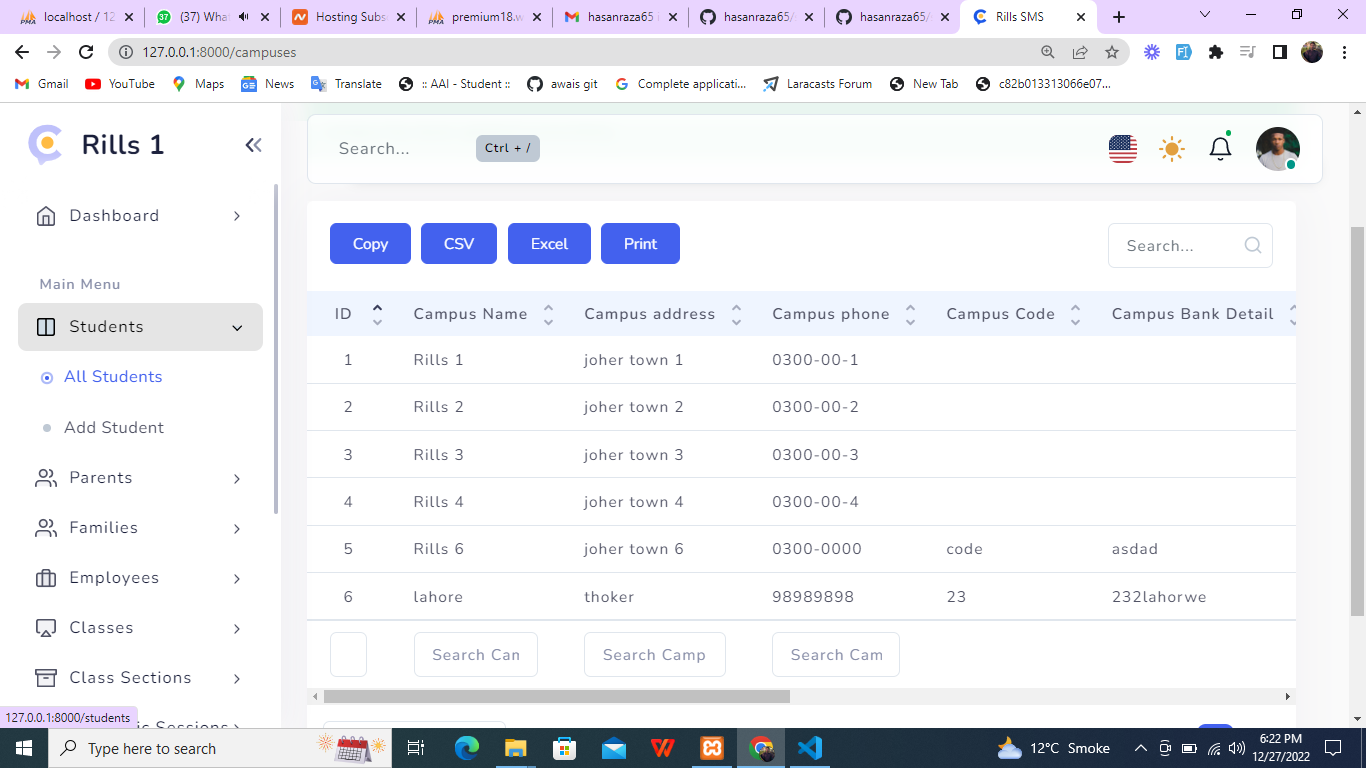 localhost / 12
(37) What
Hosting Subs
premium18.w
hasanraza65
hasanraza65/
hasanraza65/
Rills SMS
127.0.0.1:8000/campuses
Gmail
YouTube
Maps
News
Translate
:: AAI - Student ::
awais git
Complete applicati...
Laracasts Forum
New Tab
c82b013313066e07...
Rills 1
Search...
Ctrl + /
Dashboard
Main Menu
Students
All Students
Add Student
Parents
Families
Employees
Classes
Class Sections
Copy
CSV
Excel
Print
Search...
ID Campus Name Campus address Campus phone Campus Code Campus Bank Detail
1 Rills 1 joher town 1 0300-00-1
2 Rills 2 joher town 2 0300-00-2
3 Rills 3 joher town 3 0300-00-3
4 Rills 4 joher town 4 0300-00-4
5 Rills 6 joher town 6 0300-0000 code asdad
6 lahore thoker 98989898 23 232lahorwe
Search Cam
Search Camp
Search Cam
127.0.0.1:8000/students
Sessions
Type here to search
12°C Smoke
6:22 PM
12/27/2022